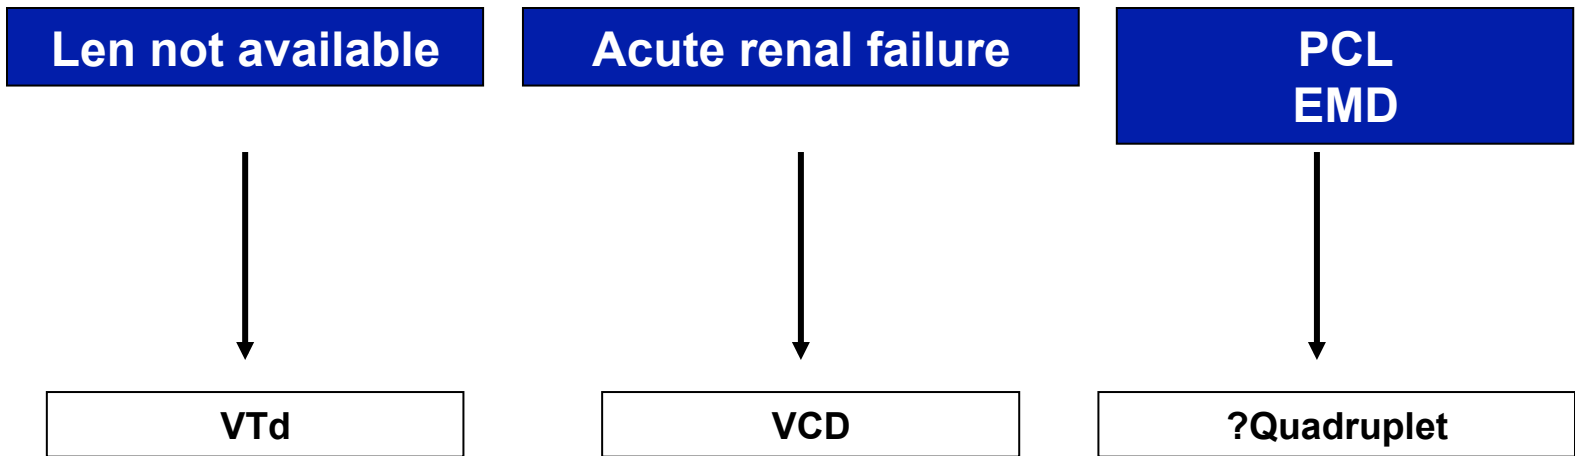 Len not available
Acute renal failure
PCL
EMD
VTd
VCD
?Quadruplet